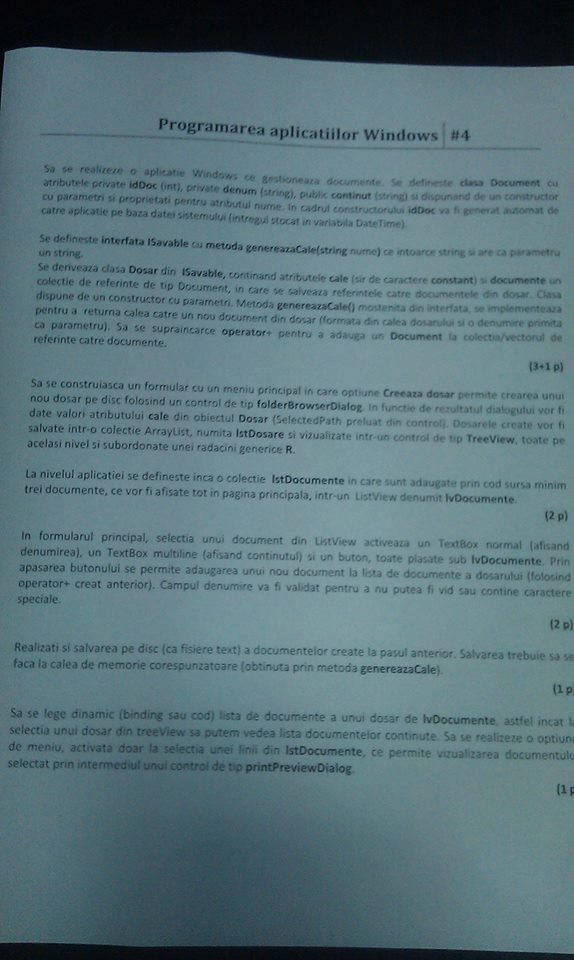 Programarea aplicatiilor Windows #4
Sa se realizeze o aplicatie Windows ce gestioneaza documente. Se defineste clasa Document cu
atributele private idDoc (int), private denum (string), public continut (string) si dispunand de un constructor
cu parametri si proprietati pentru atributul nume. In cadrul constructorului idDoc va fi generat automat de
catre aplicatie pe baza datei sistemului (intregul stocat in variabila DateTime).
Se defineste interfata ISavable cu metoda genereazaCale(string nume) ce intoarce string si are ca parametru
un string.
Se deriveaza clasa Dosar din ISavable, continand atributele cale (sir de caractere constant) si documente un
colectie de referinte de tip Document, in care se salveaza referintele catre documentele din dosar. Clasa
dispune de un constructor cu parametri. Metoda genereazaCale() mostenita din interfata, se implementeaza
pentru a returna calea catre un nou document din dosar (formata din calea dosarului si o denumire primita
ca parametru). Sa se supraincarce operator+ pentru a adauga un Document la colectia/vectorul de
referinte catre documente.
(3+1 p)
Sa se construiasca un formular cu un meniu principal in care optiune Creeaza dosar permite crearea unui
nou dosar pe disc folosind un control de tip folderBrowserDialog. In functie de rezultatul dialogului vor fi
date valori atributului cale din obiectul Dosar (SelectedPath preluat din control). Dosarele create vor fi
salvate intr-o colectie ArrayList, numita lstDosare si vizualizate intr-un control de tip TreeView, toate pe
acelasi nivel si subordonate unei radacini generice R.
La nivelul aplicatiei se defineste inca o colectie lstDocumente in care sunt adaugate prin cod sursa minim
trei documente, ce vor fi afisate tot in pagina principala, intr-un ListView denumit lvDocumente.
(2 p)
In formularul principal, selectia unui document din ListView activeaza un TextBox normal (afisand
denumirea), un TextBox multiline (afisand continutul) si un buton, toate plasate sub lvDocumente. Prin
apasarea butonului se permite adaugarea unui nou document la lista de documente a dosarului (folosind
operator+ creat anterior). Campul denumire va fi validat pentru a nu putea fi vid sau contine caractere
speciale.
(2 p)
Realizati si salvarea pe disc (ca fisiere text) a documentelor create la pasul anterior. Salvarea trebuie sa se
faca la calea de memorie corespunzatoare (obtinuta prin metoda genereazaCale).
(1 p)
Sa se lege dinamic (binding sau cod) lista de documente a unui dosar de lvDocumente, astfel incat l
selectia unui dosar din treeView sa putem vedea lista documentelor continute. Sa se realizeze o optiune
de meniu, activata doar la selectia unei linii din lstDocumente, ce permite vizualizarea documentulu
selectat prin intermediul unui control de tip printPreviewDialog.
(1 p